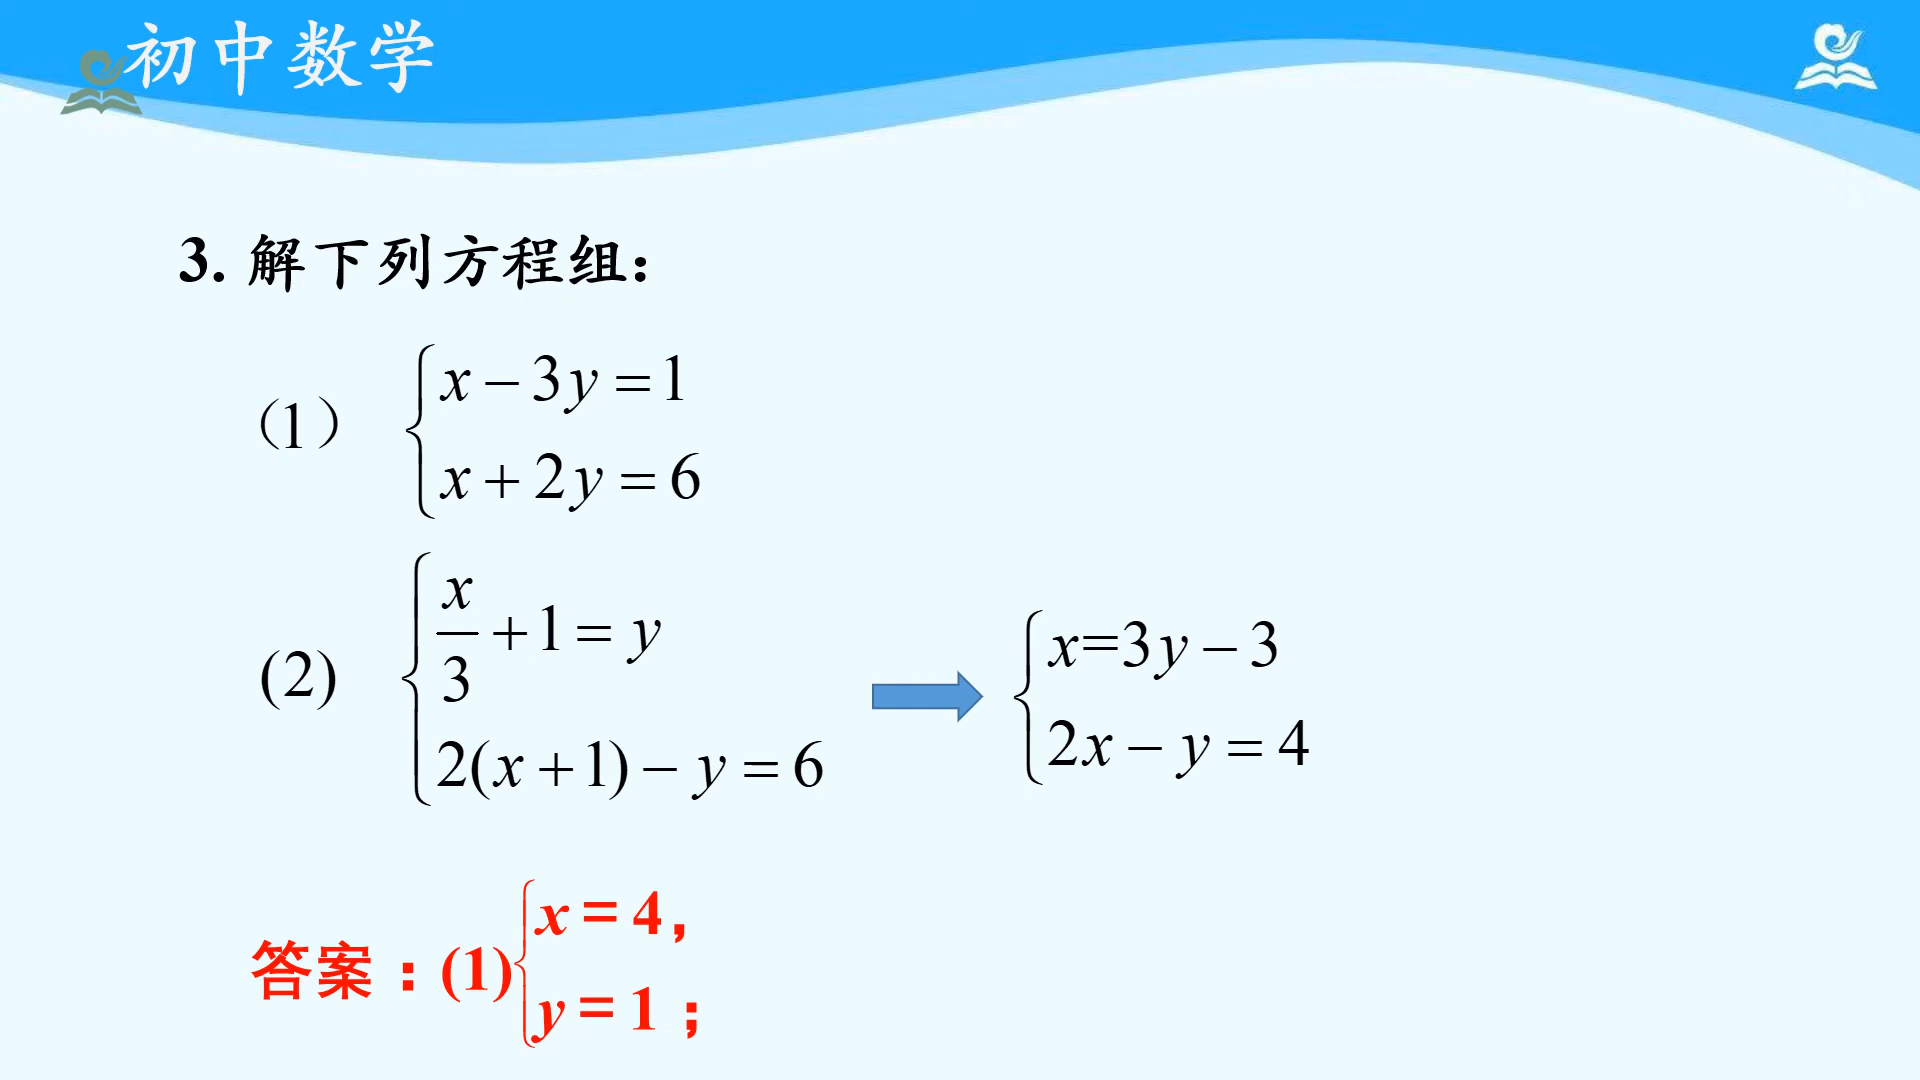 初中数学
3. 解下列方程组：
（1） { x − 3y = 1
x + 2y = 6
(2) { x/3 + 1 = y
2(x + 1) − y = 6
{ x=3y − 3
2x − y = 4
答案：(1) { x = 4，
y = 1；